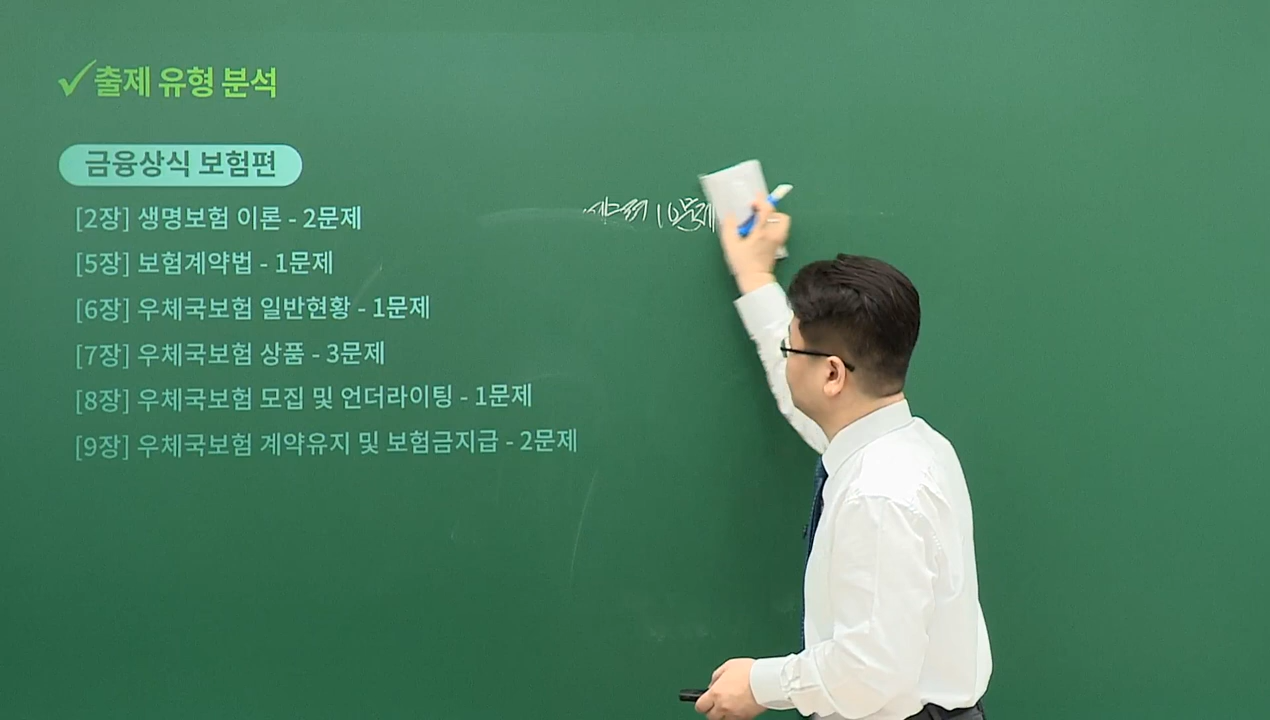 출제 유형 분석
금융상식 보험편
[2장] 생명보험 이론 - 2문제
[5장] 보험계약법 - 1문제
[6장] 우체국보험 일반현황 - 1문제
[7장] 우체국보험 상품 - 3문제
[8장] 우체국보험 모집 및 언더라이팅 - 1문제
[9장] 우체국보험 계약유지 및 보험금지급 - 2문제
10문제